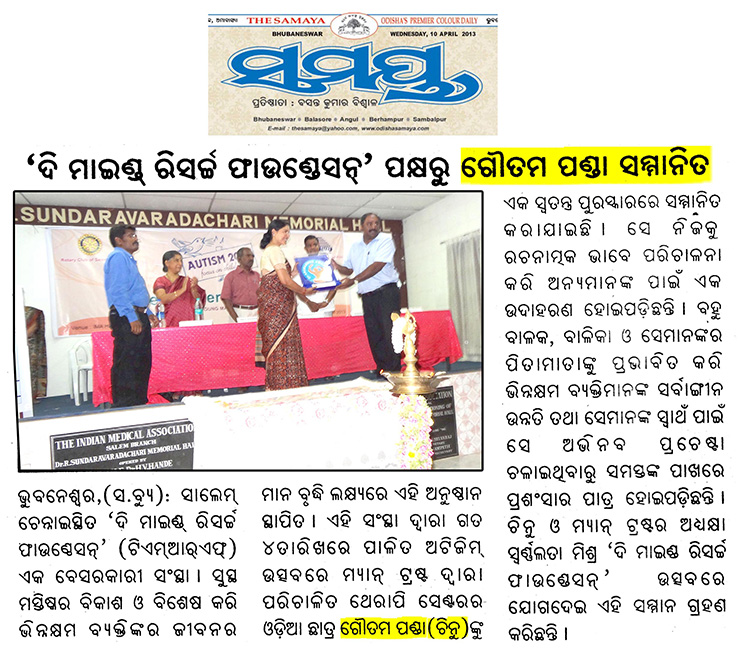 THE SAMAYA
ODISHA'S PREMIER COLOUR DAILY
BHUBANESWAR
WEDNESDAY, 10 APRIL 2013
ସମୟ
ପ୍ରତିଷ୍ଠାତା : ବସନ୍ତ କୁମାର ବିଶ୍ୱାଳ
Bhubaneswar Balasore Angul Berhampur Sambalpur
E-mail : thesamaya@yahoo.com, www.odishasamaya.com
‘ଦି ମାଇଣ୍ଡ୍ ରିସର୍ଚ୍ଚ ଫାଉଣ୍ଡେସନ୍’ ପକ୍ଷରୁ ଗୌତମ ପଣ୍ଡା ସମ୍ମାନିତ
.SUNDARAVARADACHARI MEMORIAL HALL
AUTISM
THE INDIAN MEDICAL ASSOCIATION
SALEM BRANCH
Dr.R.SUNDARAVARADACHARI MEMORIAL HALL
OPENED BY
H.V.HANDE
ଭୁବନେଶ୍ୱର,(ସ.ବ୍ୟୁ): ସାଲେମ୍
ଚେନ୍ନାଇସ୍ଥିତ ‘ଦି ମାଇଣ୍ଡ୍ ରିସର୍ଚ୍ଚ
ଫାଉଣ୍ଡେସନ୍’ (ଟିଏମ୍ଆର୍ଏଫ୍)
ଏକ ବେସରକାରୀ ସଂସ୍ଥା । ସୁସ୍ଥ
ମସ୍ତିଷ୍କର ବିକାଶ ଓ ବିଶେଷ କରି
ଭିନ୍ନକ୍ଷମ ବ୍ୟକ୍ତିଙ୍କର ଜୀବନର
ମାନ ବୃଦ୍ଧି ଲକ୍ଷ୍ୟରେ ଏହି ଅନୁଷ୍ଠାନ
ସ୍ଥାପିତ । ଏହି ସଂସ୍ଥା ଦ୍ୱାରା ଗତ
୪ତାରିଖରେ ପାଳିତ ଅଟିଜିମ୍
ଉତ୍ସବରେ ମ୍ୟାନ୍ ଟ୍ରଷ୍ଟ ଦ୍ୱାରା
ପରିଚାଳିତ ଥେରାପି ସେଣ୍ଟରର
ଓଡ଼ିଆ ଛାତ୍ର ଗୌତମ ପଣ୍ଡା(ଚିନୁ)ଙ୍କୁ
ଏକ ସ୍ୱତନ୍ତ୍ର ପୁରସ୍କାରରେ ସମ୍ମାନିତ
କରାଯାଇଛି । ସେ ନିଜକୁ
ରଚନାତ୍ମକ ଭାବେ ପରିଚାଳନା
କରି ଅନ୍ୟମାନଙ୍କ ପାଇଁ ଏକ
ଉଦାହରଣ ହୋଇପଡ଼ିଛନ୍ତି । ବହୁ
ବାଳକ, ବାଳିକା ଓ ସେମାନଙ୍କର
ପିତାମାତାଙ୍କୁ ପ୍ରଭାବିତ କରି
ଭିନ୍ନକ୍ଷମ ବ୍ୟକ୍ତିମାନଙ୍କ ସର୍ବାଙ୍ଗୀନ
ଉନ୍ନତି ତଥା ସେମାନଙ୍କ ସ୍ୱାର୍ଥ ପାଇଁ
ସେ ଅଭିନବ ପ୍ରଚେଷ୍ଟା
ଚଳାଇଥିବାରୁ ସମସ୍ତଙ୍କ ପାଖରେ
ପ୍ରଶଂସାର ପାତ୍ର ହୋଇପଡ଼ିଛନ୍ତି ।
ଚିନୁ ଓ ମ୍ୟାନ୍ ଟ୍ରଷ୍ଟର ଅଧ୍ୟକ୍ଷା
ସ୍ୱର୍ଣ୍ଣଲତା ମିଶ୍ର ‘ଦି ମାଇଣ୍ଡ ରିସର୍ଚ୍ଚ
ଫାଉଣ୍ଡେସନ୍’ ଉତ୍ସବରେ
ଯୋଗଦେଇ ଏହି ସମ୍ମାନ ଗ୍ରହଣ
କରିଛନ୍ତି ।